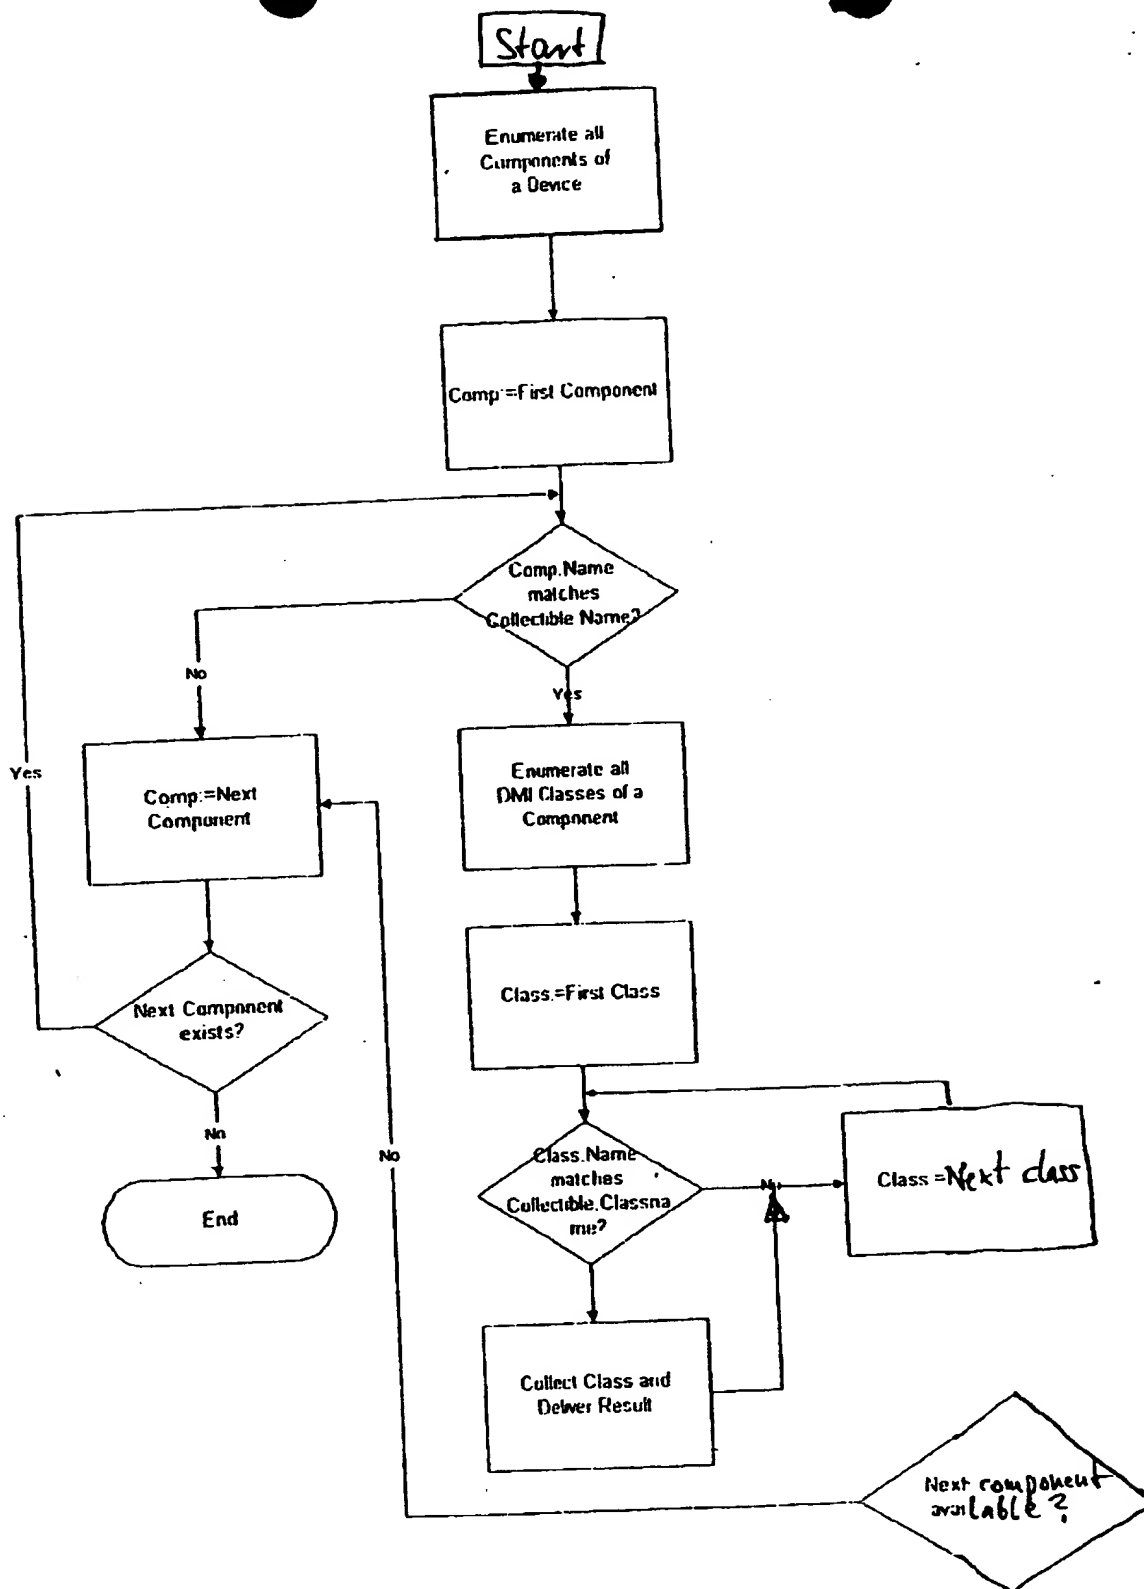 Start
Enumerate all
Components of
a Device
Comp:=First Component
Comp.Name
matches
Collectible Name?
No
Yes
Yes
Comp:=Next
Component
Enumerate all
DMI Classes of a
Component
Next Component
exists?
Class:=First Class
No
No
Class.Name
matches
Collectible.Classna
me?
No
Class =Next class
End
Collect Class and
Deliver Result
Next component
available?